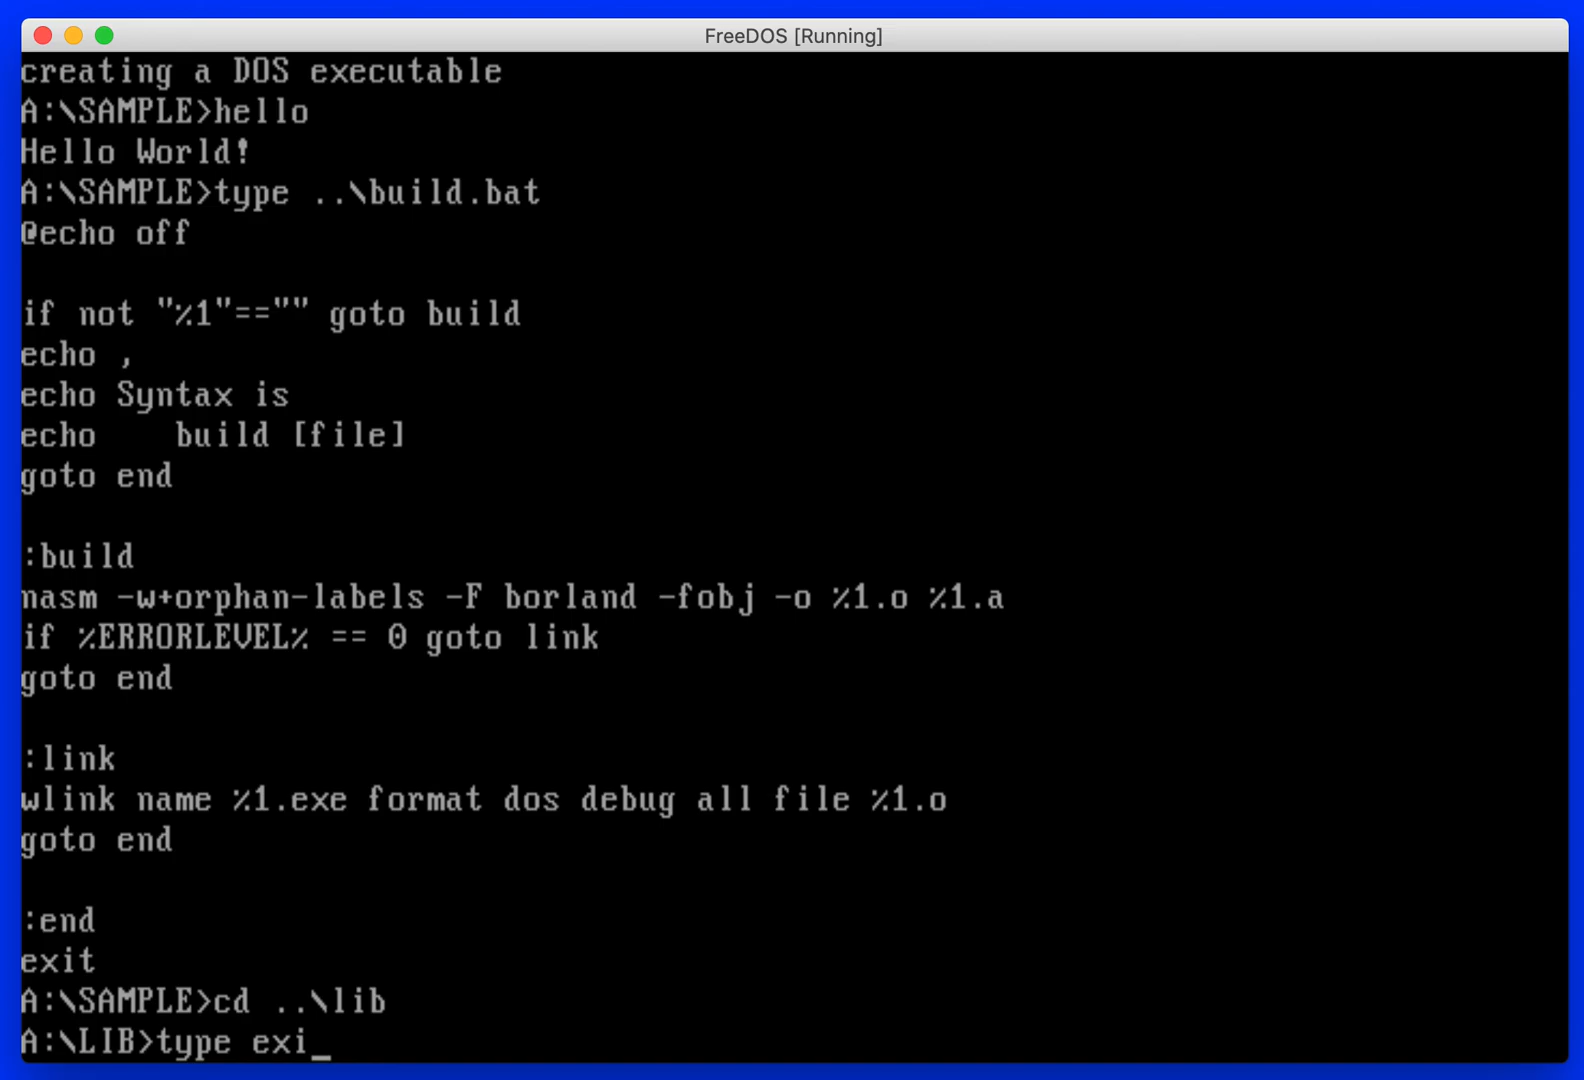 FreeDOS [Running]
creating a DOS executable
A:\SAMPLE>hello
Hello World!
A:\SAMPLE>type ..\build.bat
@echo off
if not "%1"=="" goto build
echo ,
echo Syntax is
echo    build [file]
goto end
:build
nasm -w+orphan-labels -F borland -fobj -o %1.o %1.a
if %ERRORLEVEL% == 0 goto link
goto end
:link
wlink name %1.exe format dos debug all file %1.o
goto end
:end
exit
A:\SAMPLE>cd ..\lib
A:\LIB>type exi_